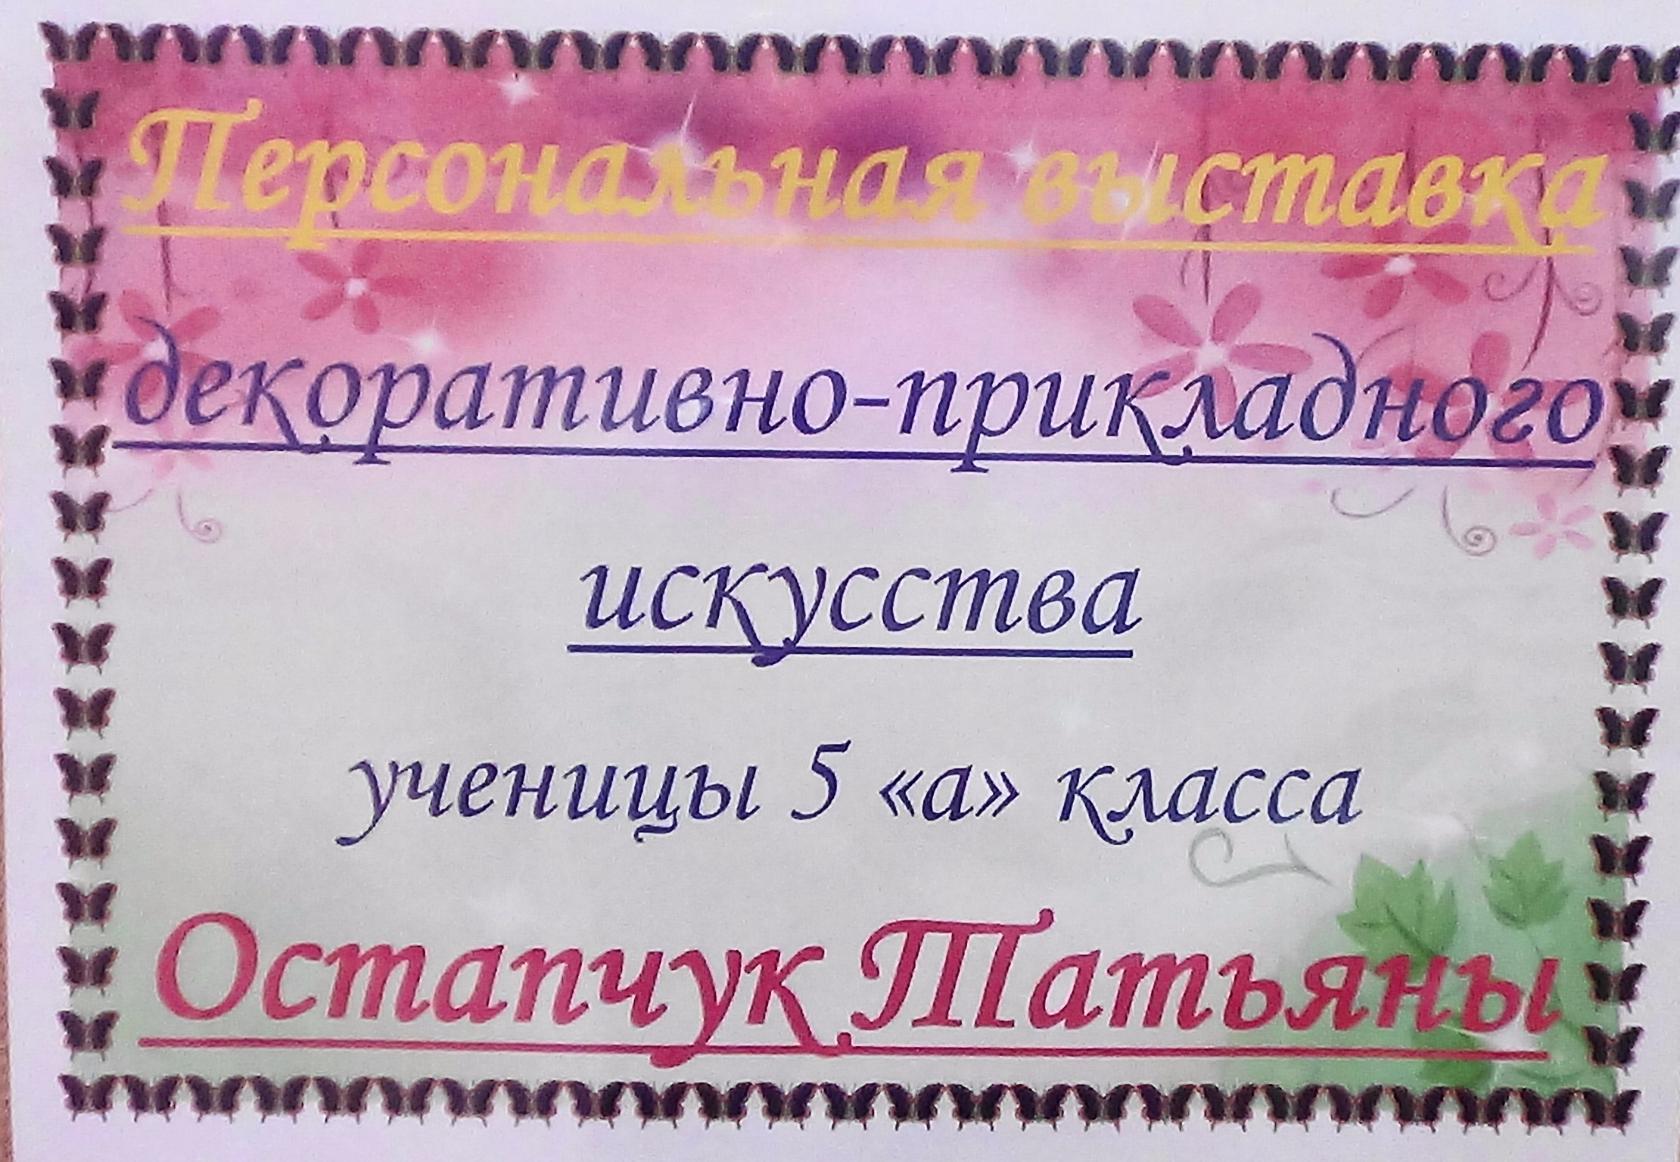 Персональная выставка
декоративно-прикладного
искусства
ученицы 5 «а» класса
Остапчук Татьяны